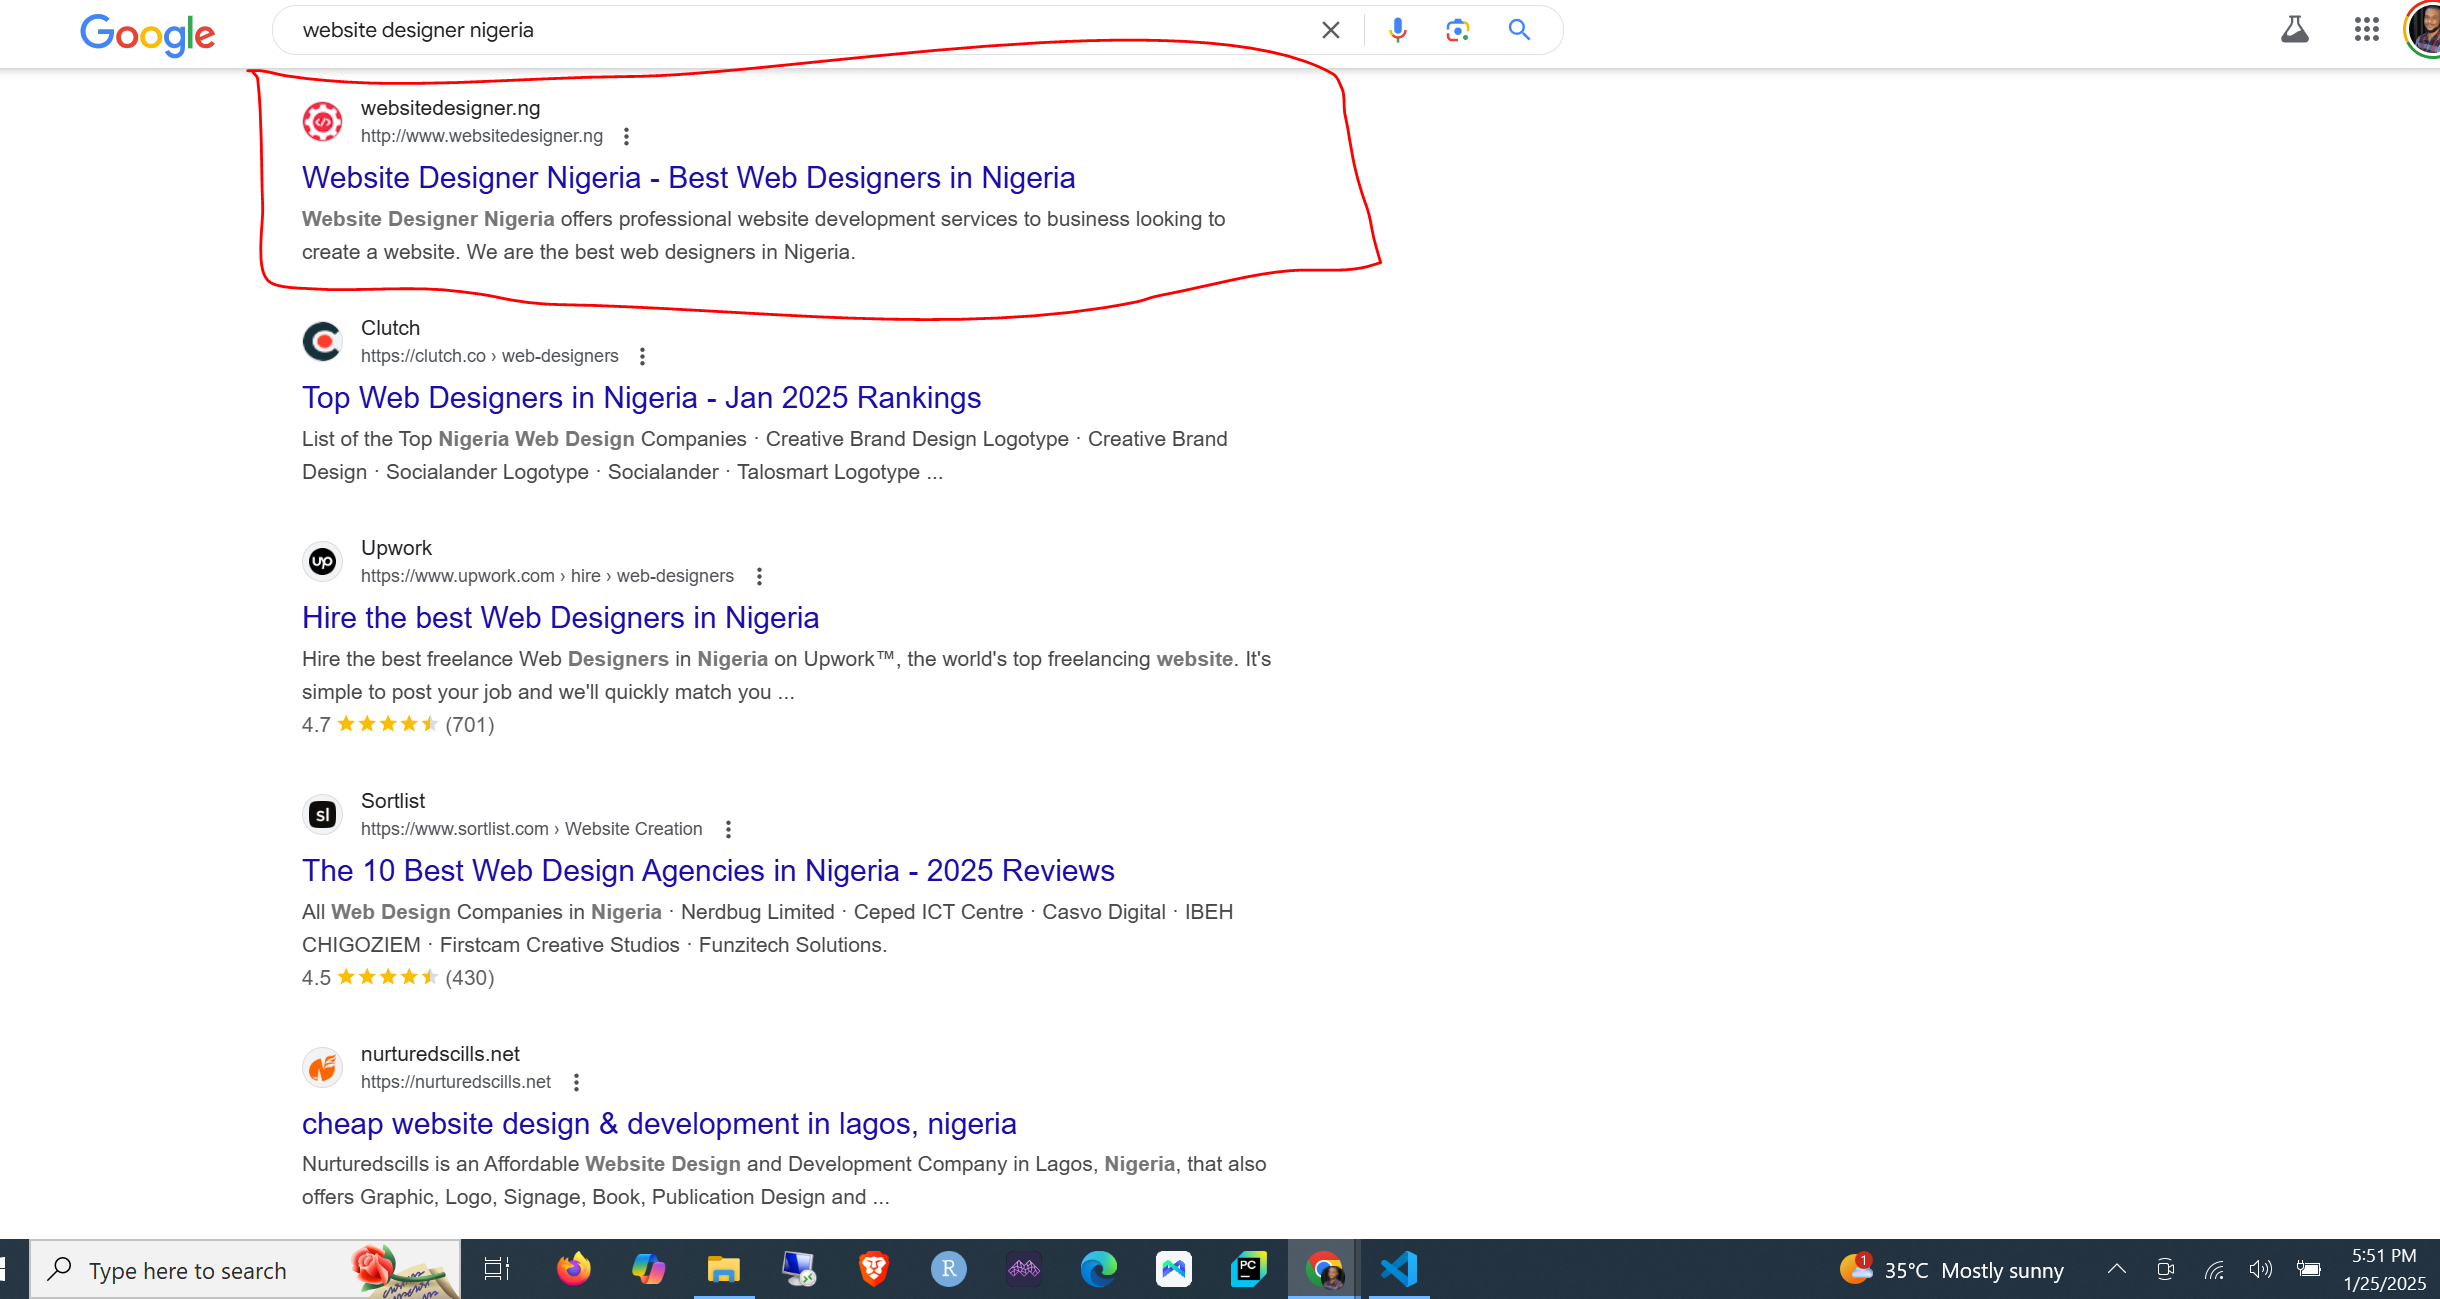 Google
website designer nigeria
websitedesigner.ng
http://www.websitedesigner.ng
Website Designer Nigeria - Best Web Designers in Nigeria
Website Designer Nigeria offers professional website development services to business looking to
create a website. We are the best web designers in Nigeria.
Clutch
https://clutch.co › web-designers
Top Web Designers in Nigeria - Jan 2025 Rankings
List of the Top Nigeria Web Design Companies · Creative Brand Design Logotype · Creative Brand
Design · Socialander Logotype · Socialander · Talosmart Logotype ...
up
Upwork
https://www.upwork.com › hire › web-designers
Hire the best Web Designers in Nigeria
Hire the best freelance Web Designers in Nigeria on Upwork™, the world's top freelancing website. It's
simple to post your job and we'll quickly match you ...
4.7 ★★★★★ (701)
sl
Sortlist
https://www.sortlist.com › Website Creation
The 10 Best Web Design Agencies in Nigeria - 2025 Reviews
All Web Design Companies in Nigeria · Nerdbug Limited · Ceped ICT Centre · Casvo Digital · IBEH
CHIGOZIEM · Firstcam Creative Studios · Funzitech Solutions.
4.5 ★★★★★ (430)
nurturedscills.net
https://nurturedscills.net
cheap website design & development in lagos, nigeria
Nurturedscills is an Affordable Website Design and Development Company in Lagos, Nigeria, that also
offers Graphic, Logo, Signage, Book, Publication Design and ...
Type here to search
R
PC
1
35°C Mostly sunny
5:51 PM
1/25/2025